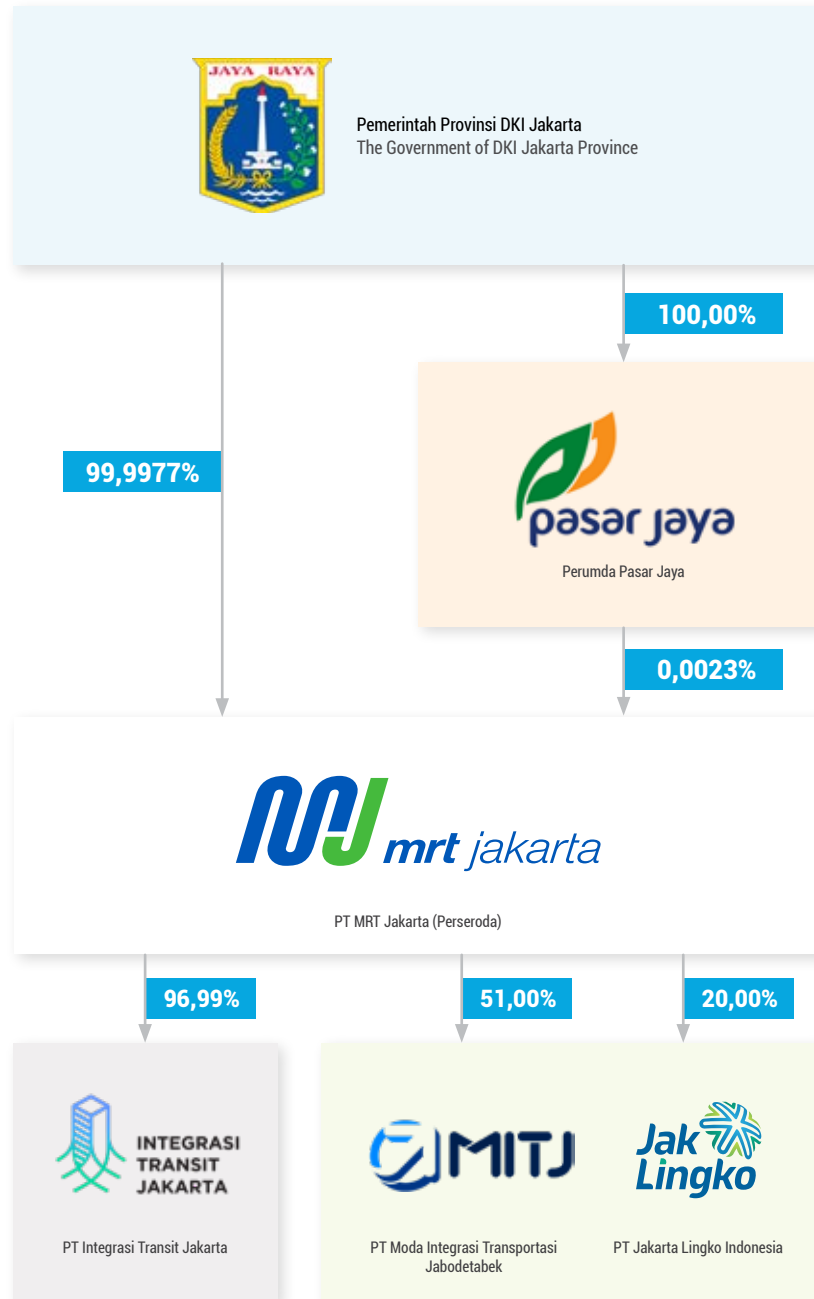 JAYA RAYA
Pemerintah Provinsi DKI Jakarta
The Government of DKI Jakarta Province
100,00%
99,9977%
pasar jaya
Perumda Pasar Jaya
0,0023%
mrt jakarta
PT MRT Jakarta (Perseroda)
96,99%
51,00%
20,00%
INTEGRASI
TRANSIT
JAKARTA
PT Integrasi Transit Jakarta
MITJ
PT Moda Integrasi Transportasi
Jabodetabek
Jak
Lingko
PT Jakarta Lingko Indonesia